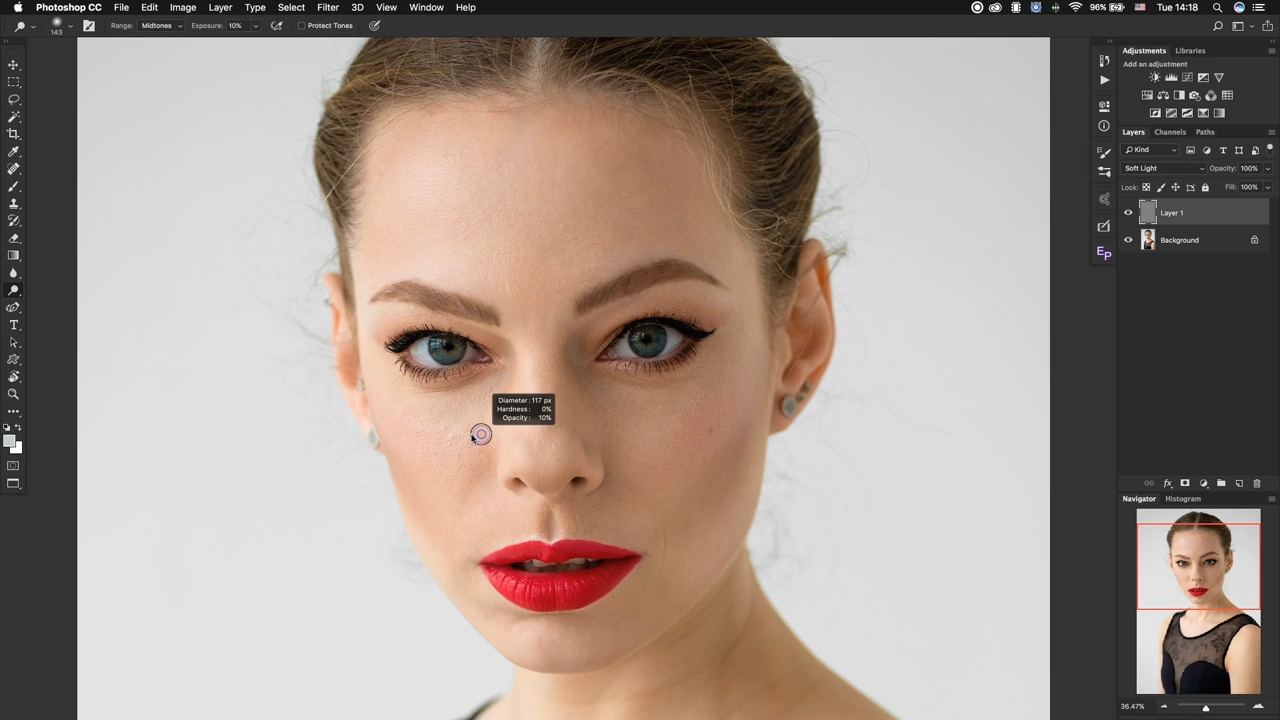 Photoshop CC File Edit Image Layer Type Select Filter 3D View Window Help 96% Tue 14:18
143 Range: Midtones Exposure: 10% Protect Tones
Adjustments Libraries
Add an adjustment
Layers Channels Paths
Kind
Soft Light Opacity: 100%
Lock: Fill: 100%
Layer 1
Background
EP
Diameter: 117 px
Hardness: 0%
Opacity: 10%
fx
Navigator Histogram
36.47%